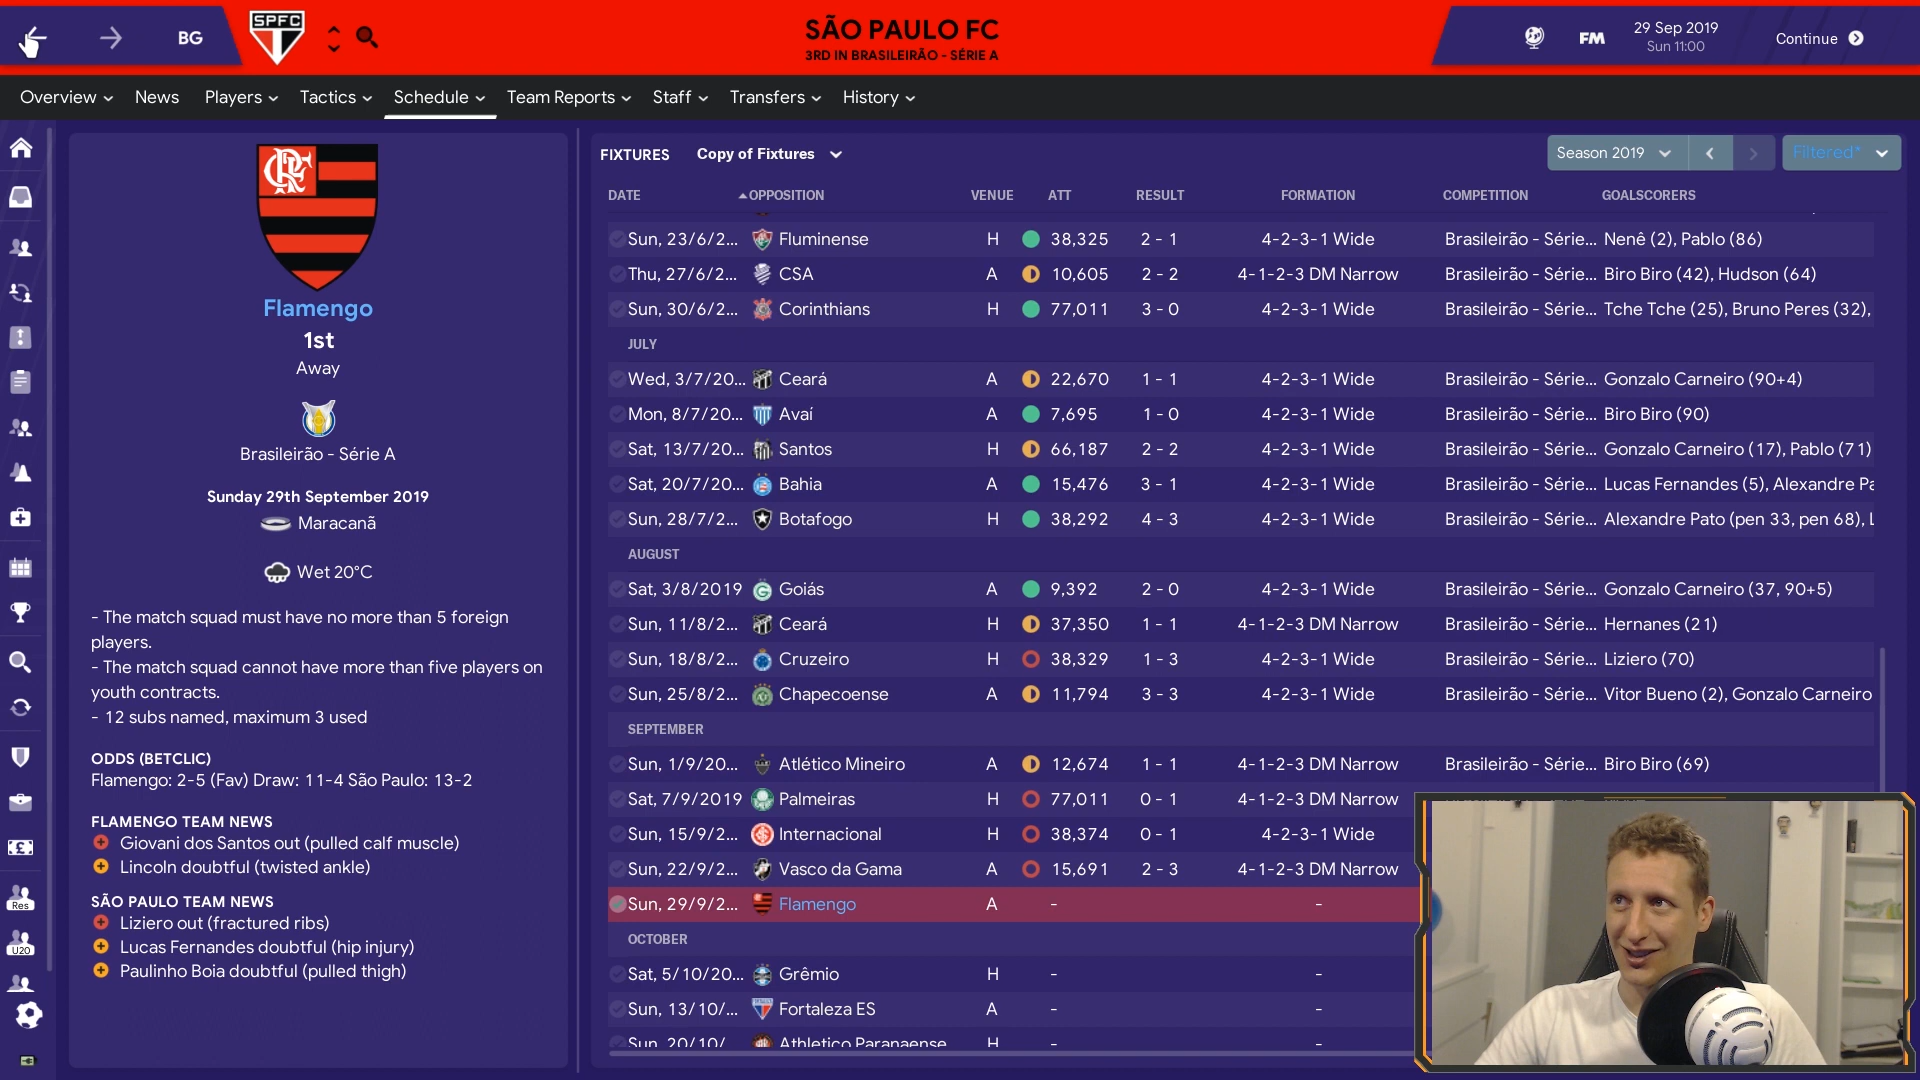 BG
SPFC
SÃO PAULO FC
3RD IN BRASILEIRÃO - SÉRIE A
FM
29 Sep 2019
Sun 11:00
Continue
Overview
News
Players
Tactics
Schedule
Team Reports
Staff
Transfers
History
Flamengo
1st
Away
Brasileirão - Série A
Sunday 29th September 2019
Maracanã
Wet 20°C
- The match squad must have no more than 5 foreign
players.
- The match squad cannot have more than five players on
youth contracts.
- 12 subs named, maximum 3 used
ODDS (BETCLIC)
Flamengo: 2-5 (Fav) Draw: 11-4 São Paulo: 13-2
FLAMENGO TEAM NEWS
Giovani dos Santos out (pulled calf muscle)
Lincoln doubtful (twisted ankle)
SÃO PAULO TEAM NEWS
Liziero out (fractured ribs)
Lucas Fernandes doubtful (hip injury)
Paulinho Boia doubtful (pulled thigh)
Res
U20
FIXTURES Copy of Fixtures Season 2019 Filtered*
DATE OPPOSITION VENUE ATT RESULT FORMATION COMPETITION GOALSCORERS
Sun, 23/6/2... Fluminense H 38,325 2 - 1 4-2-3-1 Wide Brasileirão - Série... Nenê (2), Pablo (86)
Thu, 27/6/2... CSA A 10,605 2 - 2 4-1-2-3 DM Narrow Brasileirão - Série... Biro Biro (42), Hudson (64)
Sun, 30/6/2... Corinthians H 77,011 3 - 0 4-2-3-1 Wide Brasileirão - Série... Tche Tche (25), Bruno Peres (32),
JULY
Wed, 3/7/20... Ceará A 22,670 1 - 1 4-2-3-1 Wide Brasileirão - Série... Gonzalo Carneiro (90+4)
Mon, 8/7/20... Avaí A 7,695 1 - 0 4-2-3-1 Wide Brasileirão - Série... Biro Biro (90)
Sat, 13/7/20... Santos H 66,187 2 - 2 4-2-3-1 Wide Brasileirão - Série... Gonzalo Carneiro (17), Pablo (71)
Sat, 20/7/20... Bahia A 15,476 3 - 1 4-2-3-1 Wide Brasileirão - Série... Lucas Fernandes (5), Alexandre Pa
Sun, 28/7/2... Botafogo H 38,292 4 - 3 4-2-3-1 Wide Brasileirão - Série... Alexandre Pato (pen 33, pen 68), L
AUGUST
Sat, 3/8/2019 Goiás A 9,392 2 - 0 4-2-3-1 Wide Brasileirão - Série... Gonzalo Carneiro (37, 90+5)
Sun, 11/8/2... Ceará H 37,350 1 - 1 4-1-2-3 DM Narrow Brasileirão - Série... Hernanes (21)
Sun, 18/8/2... Cruzeiro H 38,329 1 - 3 4-2-3-1 Wide Brasileirão - Série... Liziero (70)
Sun, 25/8/2... Chapecoense A 11,794 3 - 3 4-2-3-1 Wide Brasileirão - Série... Vitor Bueno (2), Gonzalo Carneiro
SEPTEMBER
Sun, 1/9/20... Atlético Mineiro A 12,674 1 - 1 4-1-2-3 DM Narrow Brasileirão - Série... Biro Biro (69)
Sat, 7/9/2019 Palmeiras H 77,011 0 - 1 4-1-2-3 DM Narrow
Sun, 15/9/2... Internacional H 38,374 0 - 1 4-2-3-1 Wide
Sun, 22/9/2... Vasco da Gama A 15,691 2 - 3 4-1-2-3 DM Narrow
Sun, 29/9/2... Flamengo A - -
OCTOBER
Sat, 5/10/20... Grêmio H - -
Sun, 13/10/... Fortaleza ES A - -
Sun, 20/10/ Athletico Paranaense H - -